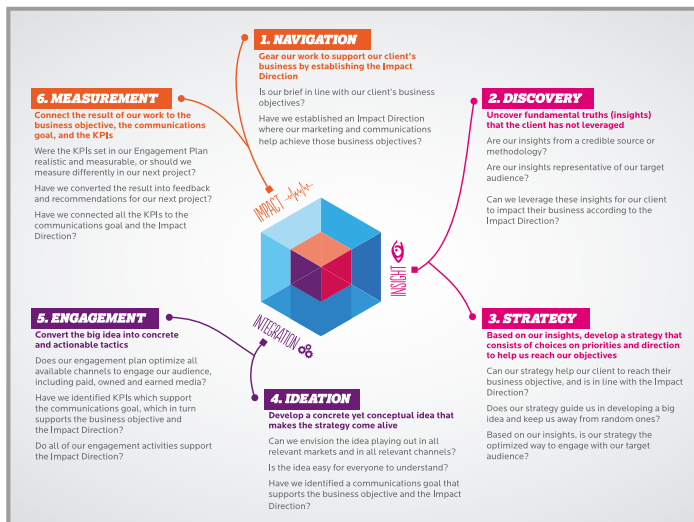 1. NAVIGATION
Gear our work to support our client's
business by establishing the Impact
Direction
Is our brief in line with our client's business
objectives?
Have we established an Impact Direction
where our marketing and communications
help achieve those business objectives?
2. DISCOVERY
Uncover fundamental truths (insights)
that the client has not leveraged
Are our insights from a credible source or
methodology?
Are our insights representative of our target
audience?
Can we leverage these insights for our client
to impact their business according to the
Impact Direction?
3. STRATEGY
Based on our insights, develop a strategy that
consists of choices on priorities and direction
to help us reach our objectives
Can our strategy help our client to reach their
business objective, and is in line with the Impact
Direction?
Does our strategy guide us in developing a big
idea and keep us away from random ones?
Based on our insights, is our strategy the
optimized way to engage with our target
audience?
4. IDEATION
Develop a concrete yet conceptual idea that
makes the strategy come alive
Can we envision the idea playing out in all
relevant markets and in all relevant channels?
Is the idea easy for everyone to understand?
Have we identified a communications goal that
supports the business objective and the Impact
Direction?
5. ENGAGEMENT
Convert the big idea into concrete
and actionable tactics
Does our engagement plan optimize all
available channels to engage our audience,
including paid, owned and earned media?
Have we identified KPIs which support
the communications goal, which in turn
supports the business objective and
the Impact Direction?
Do all of our engagement activities support
the Impact Direction?
6. MEASUREMENT
Connect the result of our work to the
business objective, the communications
goal, and the KPIs
Were the KPIs set in our Engagement Plan
realistic and measurable, or should we
measure differently in our next project?
Have we converted the result into feedback
and recommendations for our next project?
Have we connected all the KPIs to the
communications goal and the Impact
Direction?
IMPACT
INSIGHT
INTEGRATION